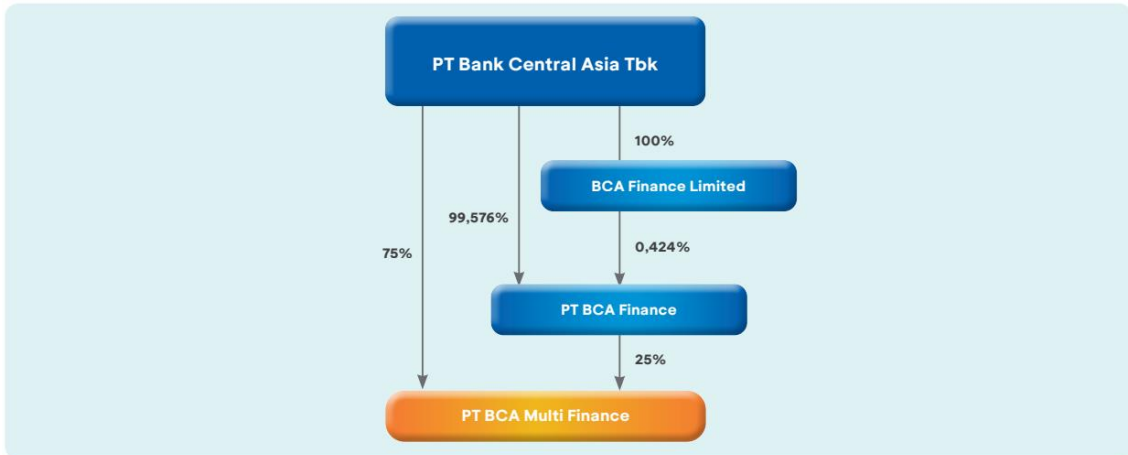 PT Bank Central Asia Tbk
100%
BCA Finance Limited
99,576%
75%
0,424%
PT BCA Finance
25%
PT BCA Multi Finance